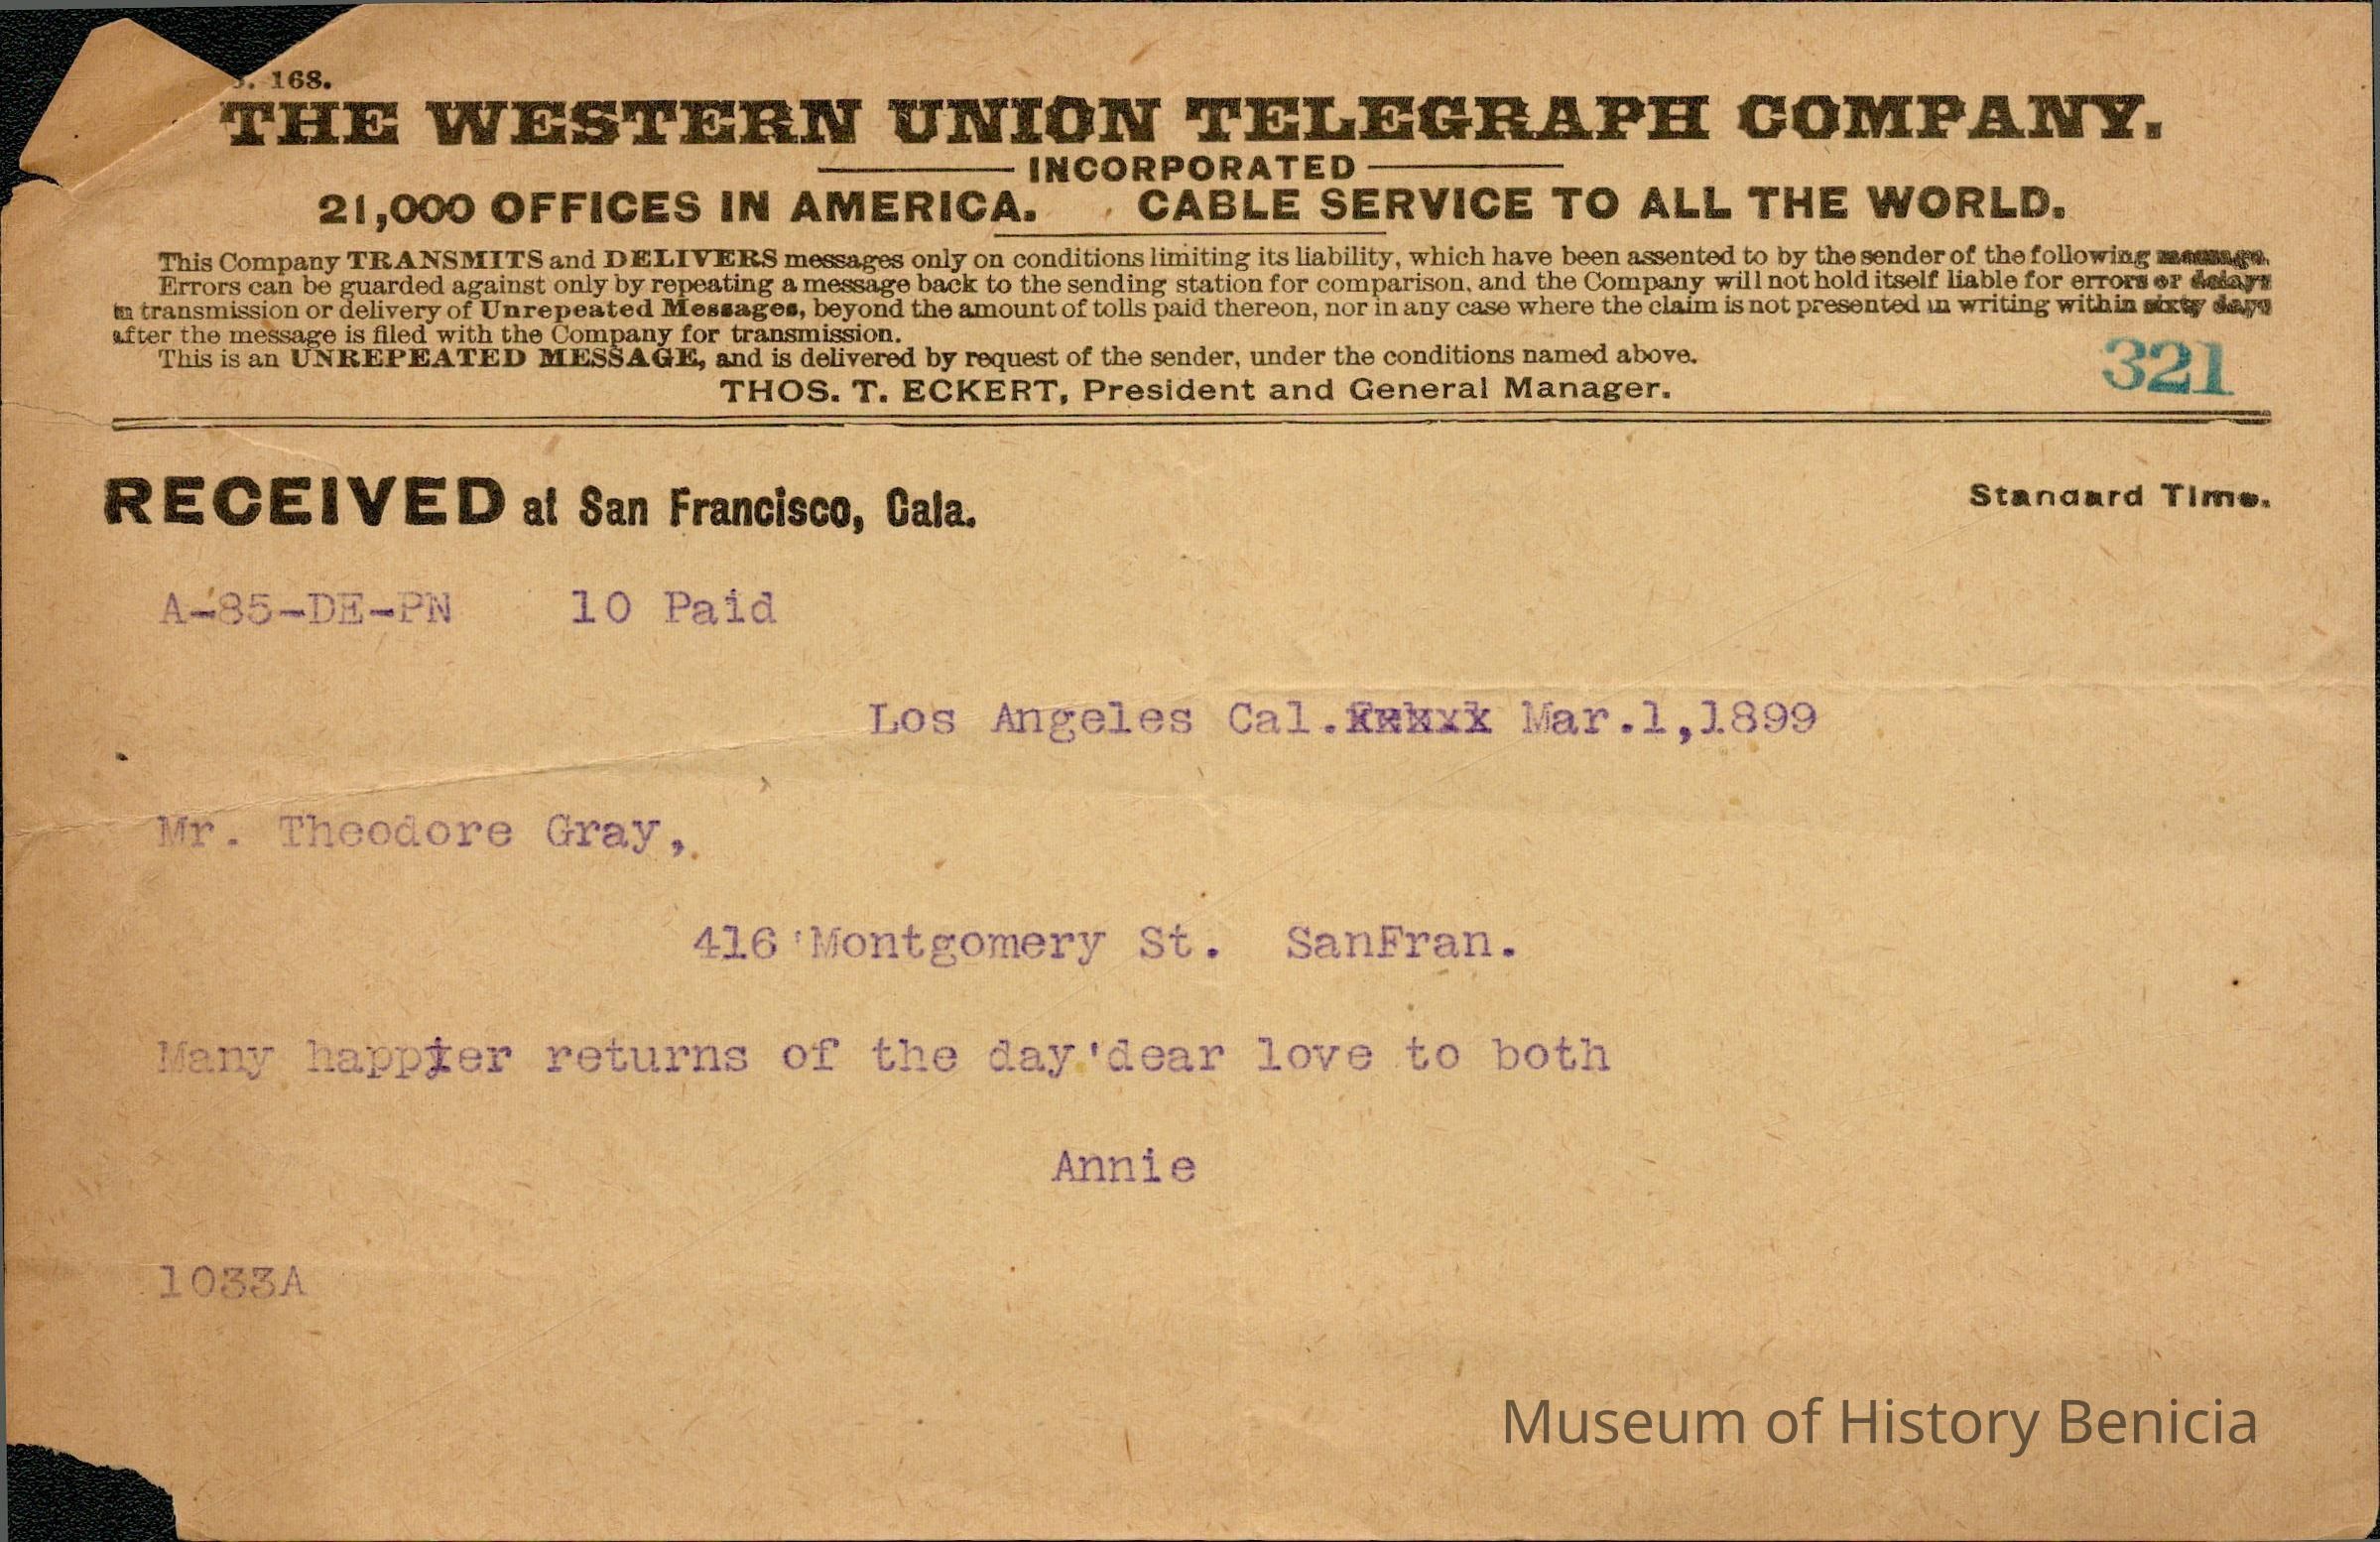 . 168.
THE WESTERN UNION TELEGRAPH COMPANY.
INCORPORATED
21,000 OFFICES IN AMERICA. CABLE SERVICE TO ALL THE WORLD.
This Company TRANSMITS and DELIVERS messages only on conditions limiting its liability, which have been assented to by the sender of the following message.
Errors can be guarded against only by repeating a message back to the sending station for comparison, and the Company will not hold itself liable for errors or delays
in transmission or delivery of Unrepeated Messages, beyond the amount of tolls paid thereon, nor in any case where the claim is not presented in writing within sixty days
after the message is filed with the Company for transmission.
This is an UNREPEATED MESSAGE, and is delivered by request of the sender, under the conditions named above.
THOS. T. ECKERT, President and General Manager.
321
RECEIVED at San Francisco, Cala.
Standard Time.
A-85-DE-PN 10 Paid
Los Angeles Cal. Mar.1,1899
Mr. Theodore Gray,
416 Montgomery St. SanFran.
Many happier returns of the day'dear love to both
Annie
1033A
Museum of History Benicia